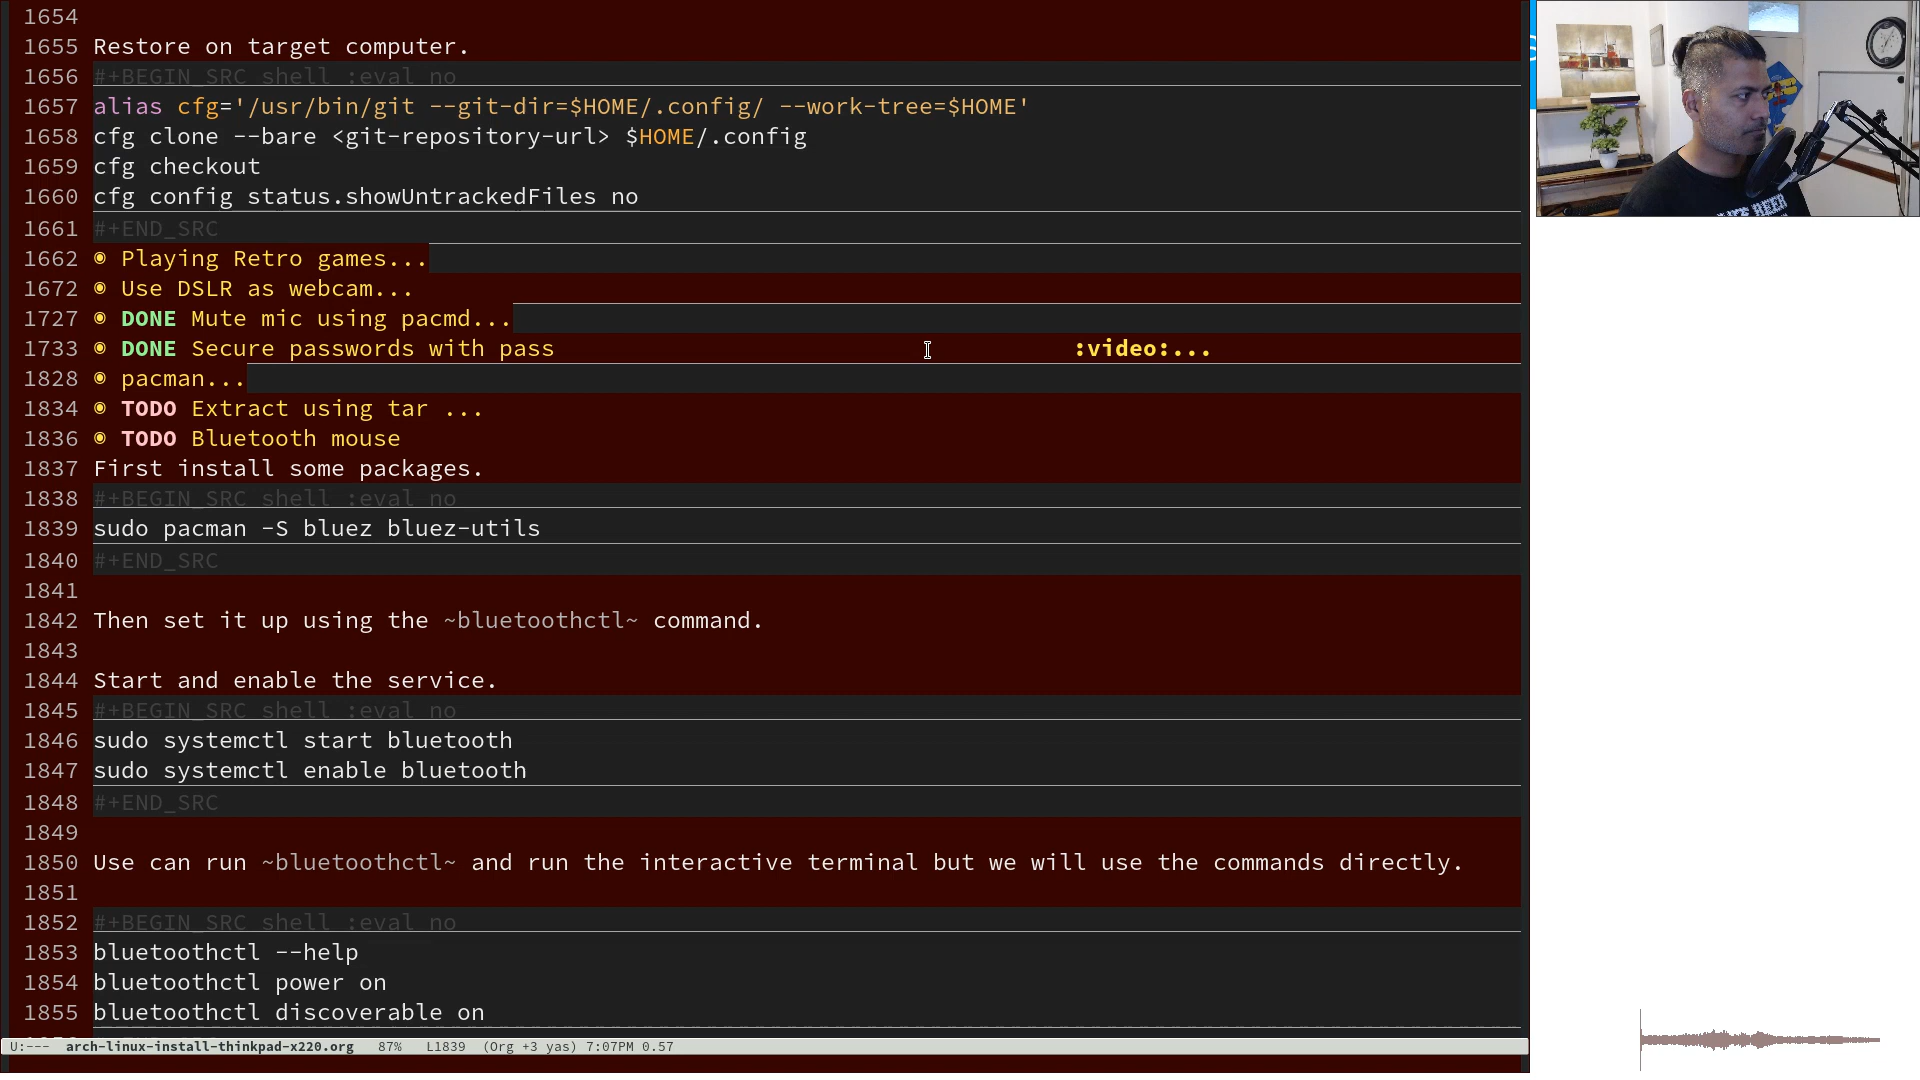 1654
1655 Restore on target computer.
1656 #+BEGIN_SRC shell :eval no
1657 alias cfg='/usr/bin/git --git-dir=$HOME/.config/ --work-tree=$HOME'
1658 cfg clone --bare <git-repository-url> $HOME/.config
1659 cfg checkout
1660 cfg config status.showUntrackedFiles no
1661 #+END_SRC
1662 ◉ Playing Retro games...
1672 ◉ Use DSLR as webcam...
1727 ◉ DONE Mute mic using pacmd...
1733 ◉ DONE Secure passwords with pass :video:...
1828 ◉ pacman...
1834 ◉ TODO Extract using tar ...
1836 ◉ TODO Bluetooth mouse
1837 First install some packages.
1838 #+BEGIN_SRC shell :eval no
1839 sudo pacman -S bluez bluez-utils
1840 #+END_SRC
1841
1842 Then set it up using the ~bluetoothctl~ command.
1843
1844 Start and enable the service.
1845 #+BEGIN_SRC shell :eval no
1846 sudo systemctl start bluetooth
1847 sudo systemctl enable bluetooth
1848 #+END_SRC
1849
1850 Use can run ~bluetoothctl~ and run the interactive terminal but we will use the commands directly.
1851
1852 #+BEGIN_SRC shell :eval no
1853 bluetoothctl --help
1854 bluetoothctl power on
1855 bluetoothctl discoverable on
U:--- arch-linux-install-thinkpad-x220.org 87% L1839 (Org +3 yas) 7:07PM 0.57